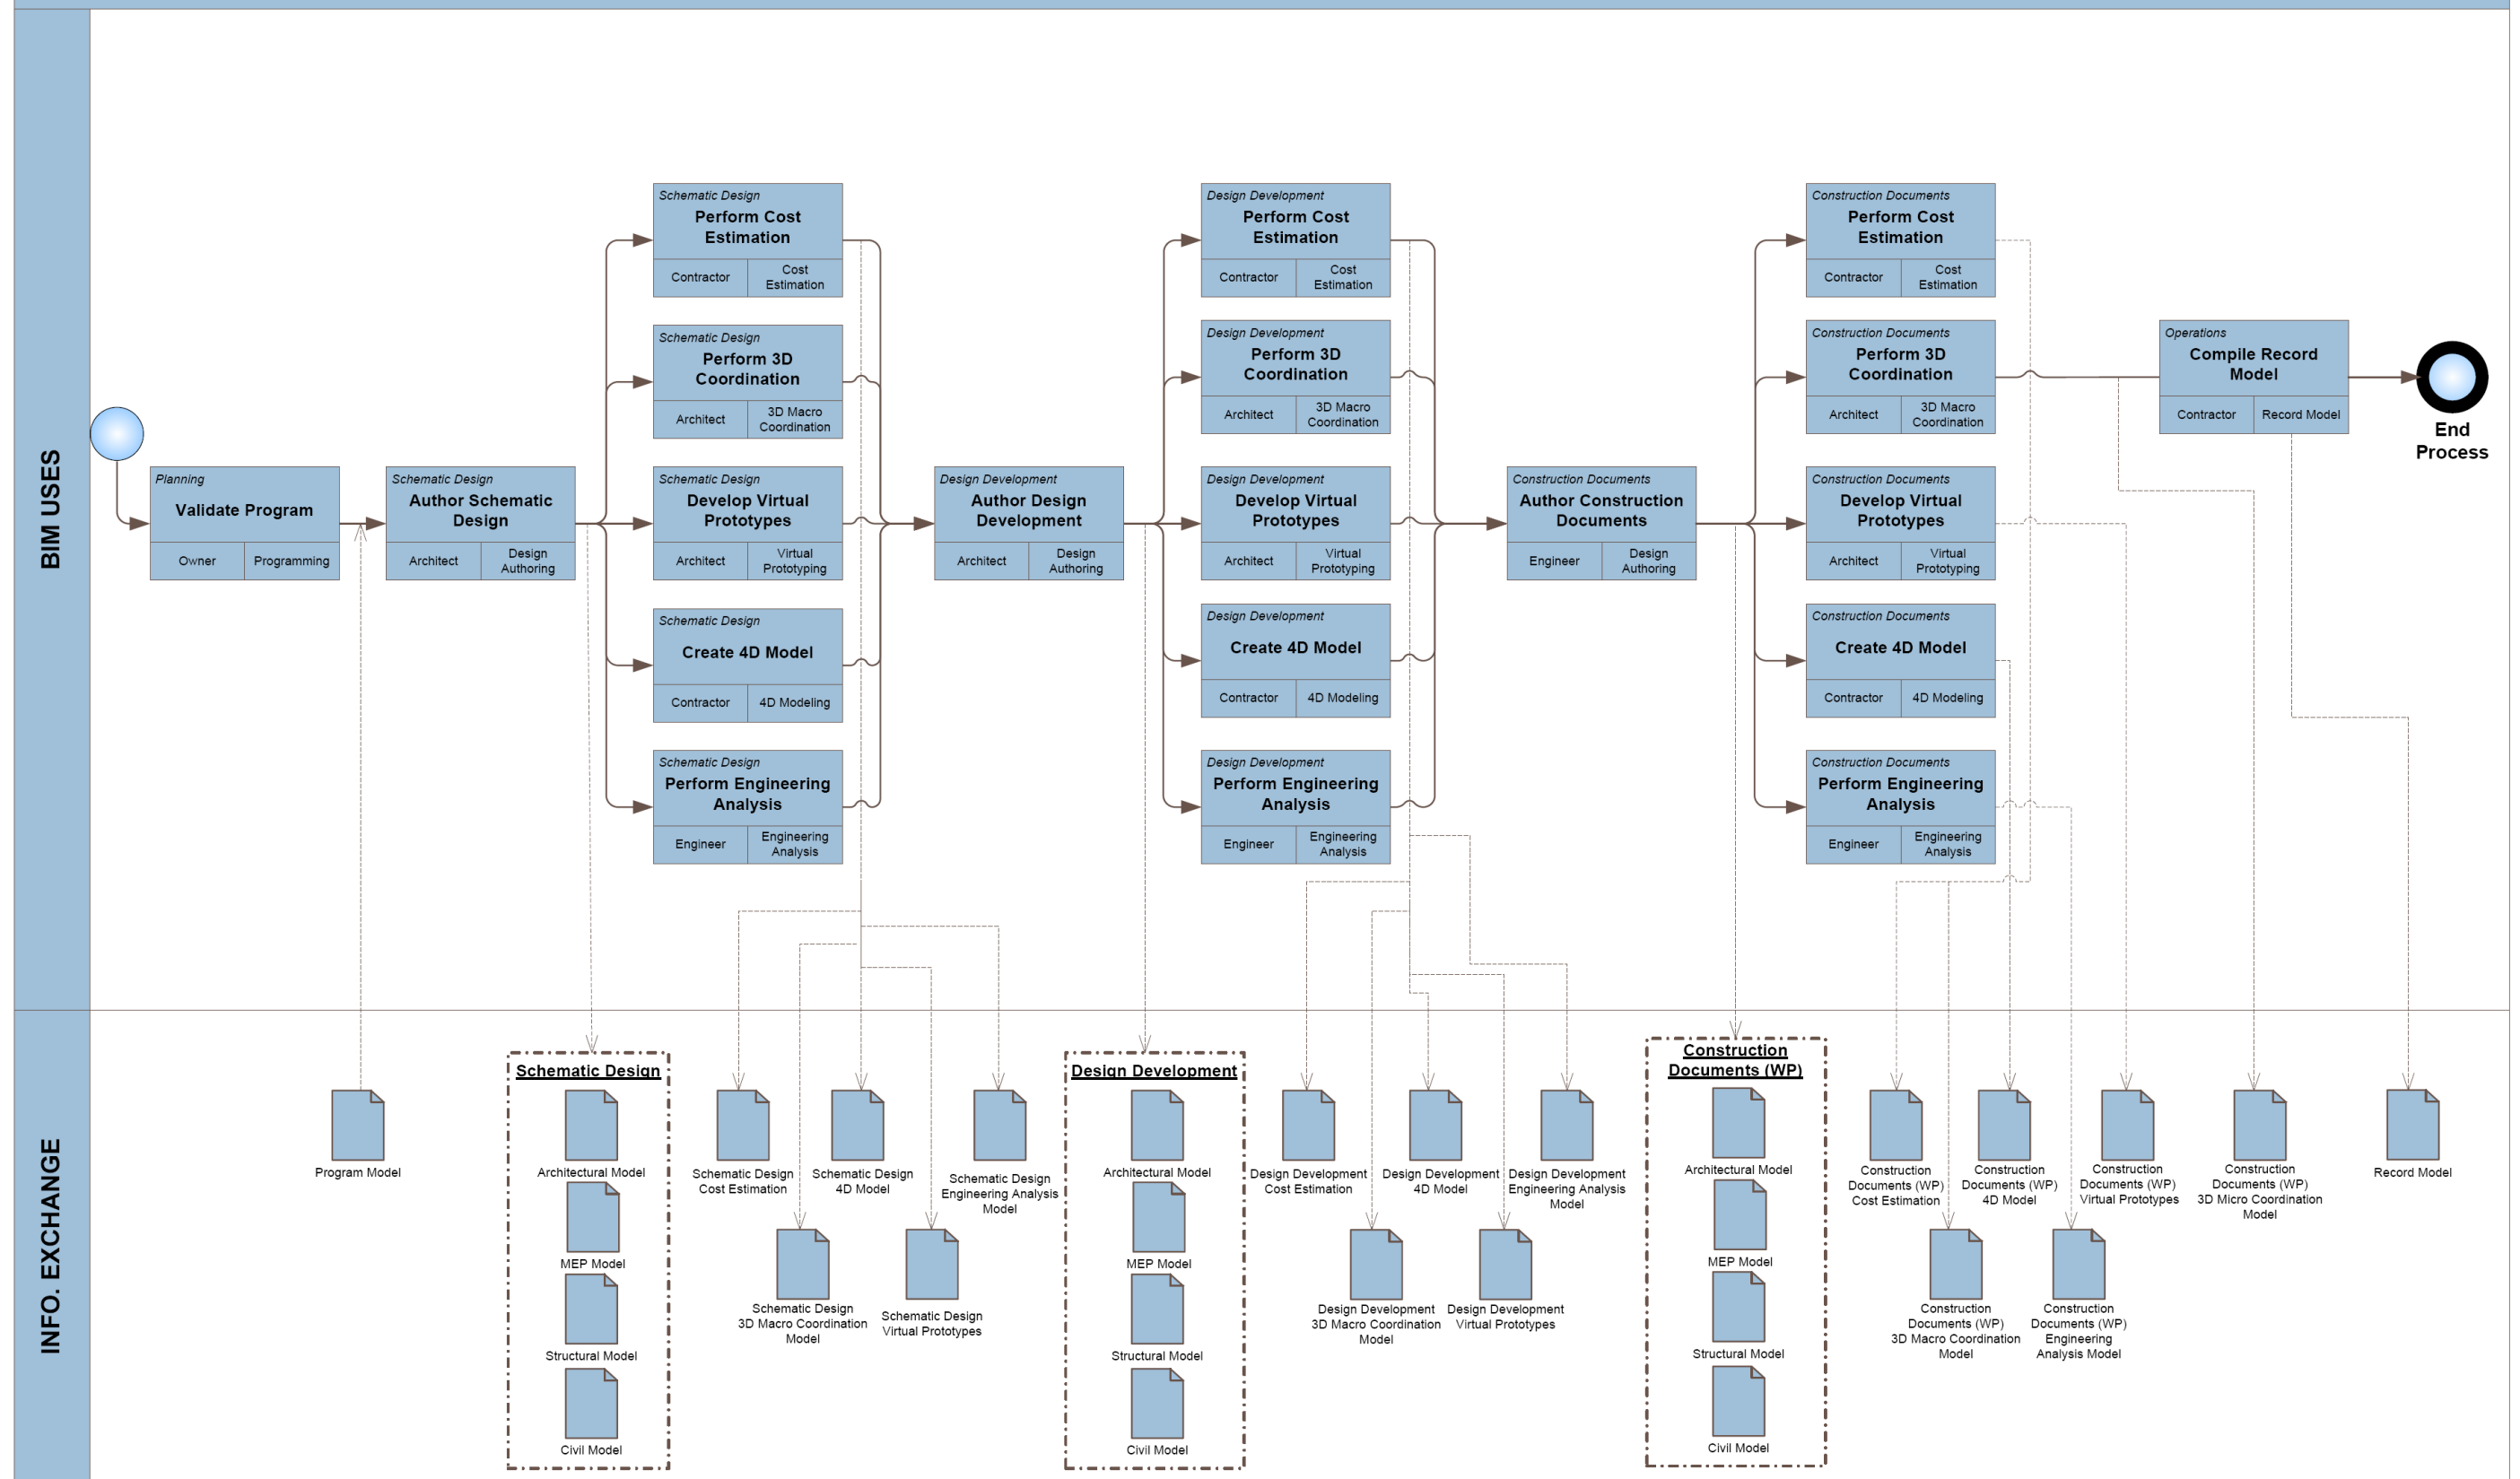 BIM USES
Planning
Validate Program
Owner
Programming
Schematic Design
Author Schematic
Design
Architect
Design
Authoring
Schematic Design
Perform Cost
Estimation
Contractor
Cost
Estimation
Schematic Design
Perform 3D
Coordination
Architect
3D Macro
Coordination
Schematic Design
Develop Virtual
Prototypes
Architect
Virtual
Prototyping
Schematic Design
Create 4D Model
Contractor
4D Modeling
Schematic Design
Perform Engineering
Analysis
Engineer
Engineering
Analysis
Design Development
Author Design
Development
Architect
Design
Authoring
Design Development
Perform Cost
Estimation
Contractor
Cost
Estimation
Design Development
Perform 3D
Coordination
Architect
3D Macro
Coordination
Design Development
Develop Virtual
Prototypes
Architect
Virtual
Prototyping
Design Development
Create 4D Model
Contractor
4D Modeling
Design Development
Perform Engineering
Analysis
Engineer
Engineering
Analysis
Construction Documents
Author Construction
Documents
Engineer
Design
Authoring
Construction Documents
Perform Cost
Estimation
Contractor
Cost
Estimation
Construction Documents
Perform 3D
Coordination
Architect
3D Macro
Coordination
Construction Documents
Develop Virtual
Prototypes
Architect
Virtual
Prototyping
Construction Documents
Create 4D Model
Contractor
4D Modeling
Construction Documents
Perform Engineering
Analysis
Engineer
Engineering
Analysis
Operations
Compile Record
Model
Contractor
Record Model
End
Process
INFO. EXCHANGE
Program Model
Schematic Design
Architectural Model
MEP Model
Structural Model
Civil Model
Schematic Design
Cost Estimation
Schematic Design
4D Model
Schematic Design
Engineering Analysis
Model
Schematic Design
3D Macro Coordination
Model
Schematic Design
Virtual Prototypes
Design Development
Architectural Model
MEP Model
Structural Model
Civil Model
Design Development
Cost Estimation
Design Development
4D Model
Design Development
Engineering Analysis
Model
Design Development
3D Macro Coordination
Model
Design Development
Virtual Prototypes
Construction
Documents (WP)
Architectural Model
MEP Model
Structural Model
Civil Model
Construction
Documents (WP)
Cost Estimation
Construction
Documents (WP)
4D Model
Construction
Documents (WP)
Virtual Prototypes
Construction
Documents (WP)
3D Micro Coordination
Model
Construction
Documents (WP)
3D Macro Coordination
Model
Construction
Documents (WP)
Engineering
Analysis Model
Record Model